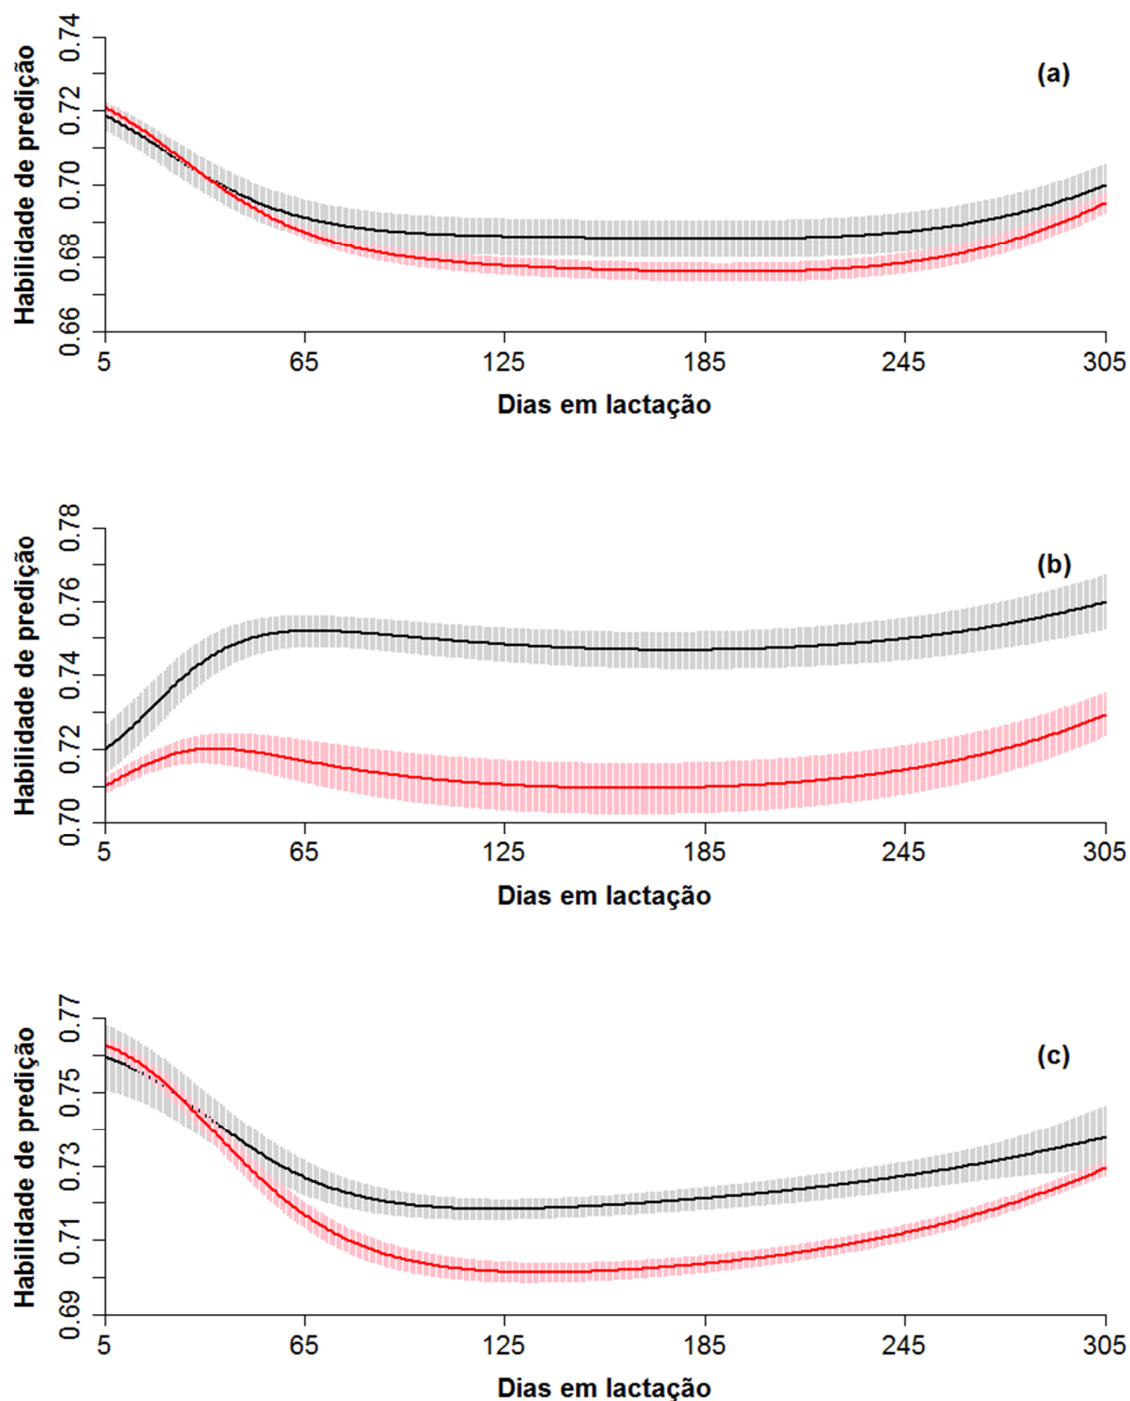 (a)
Habilidade de predição
0.74
0.72
0.70
0.68
0.66
5 65 125 185 245 305
Dias em lactação
(b)
Habilidade de predição
0.78
0.76
0.74
0.72
0.70
5 65 125 185 245 305
Dias em lactação
(c)
Habilidade de predição
0.77
0.75
0.73
0.71
0.69
5 65 125 185 245 305
Dias em lactação